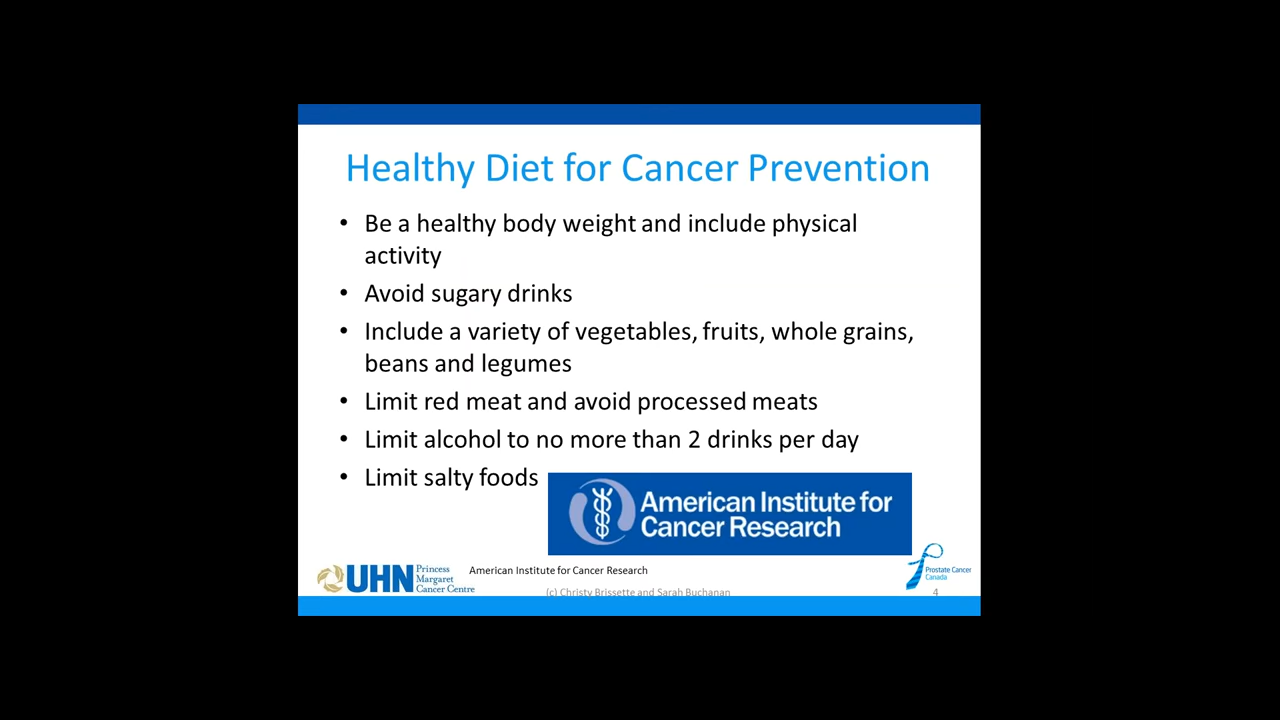 Healthy Diet for Cancer Prevention
• Be a healthy body weight and include physical
activity
• Avoid sugary drinks
• Include a variety of vegetables, fruits, whole grains,
beans and legumes
• Limit red meat and avoid processed meats
• Limit alcohol to no more than 2 drinks per day
• Limit salty foods
American Institute for
Cancer Research
UHN
Princess
Margaret
Cancer Centre
American Institute for Cancer Research
Prostate Cancer
Canada
(c) Christy Brissette and Sarah Buchanan
4